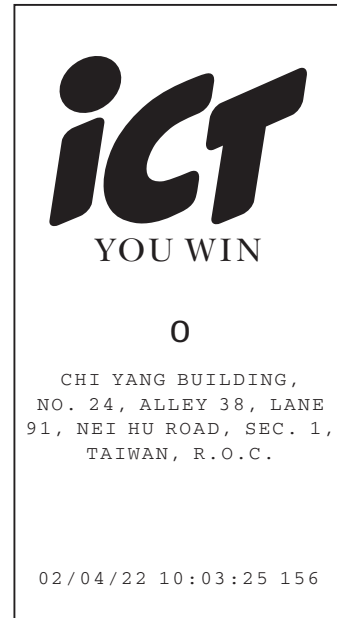 iCT
YOU WIN
0
CHI YANG BUILDING,
NO. 24, ALLEY 38, LANE
91, NEI HU ROAD, SEC. 1,
TAIWAN, R.O.C.
02/04/22 10:03:25 156